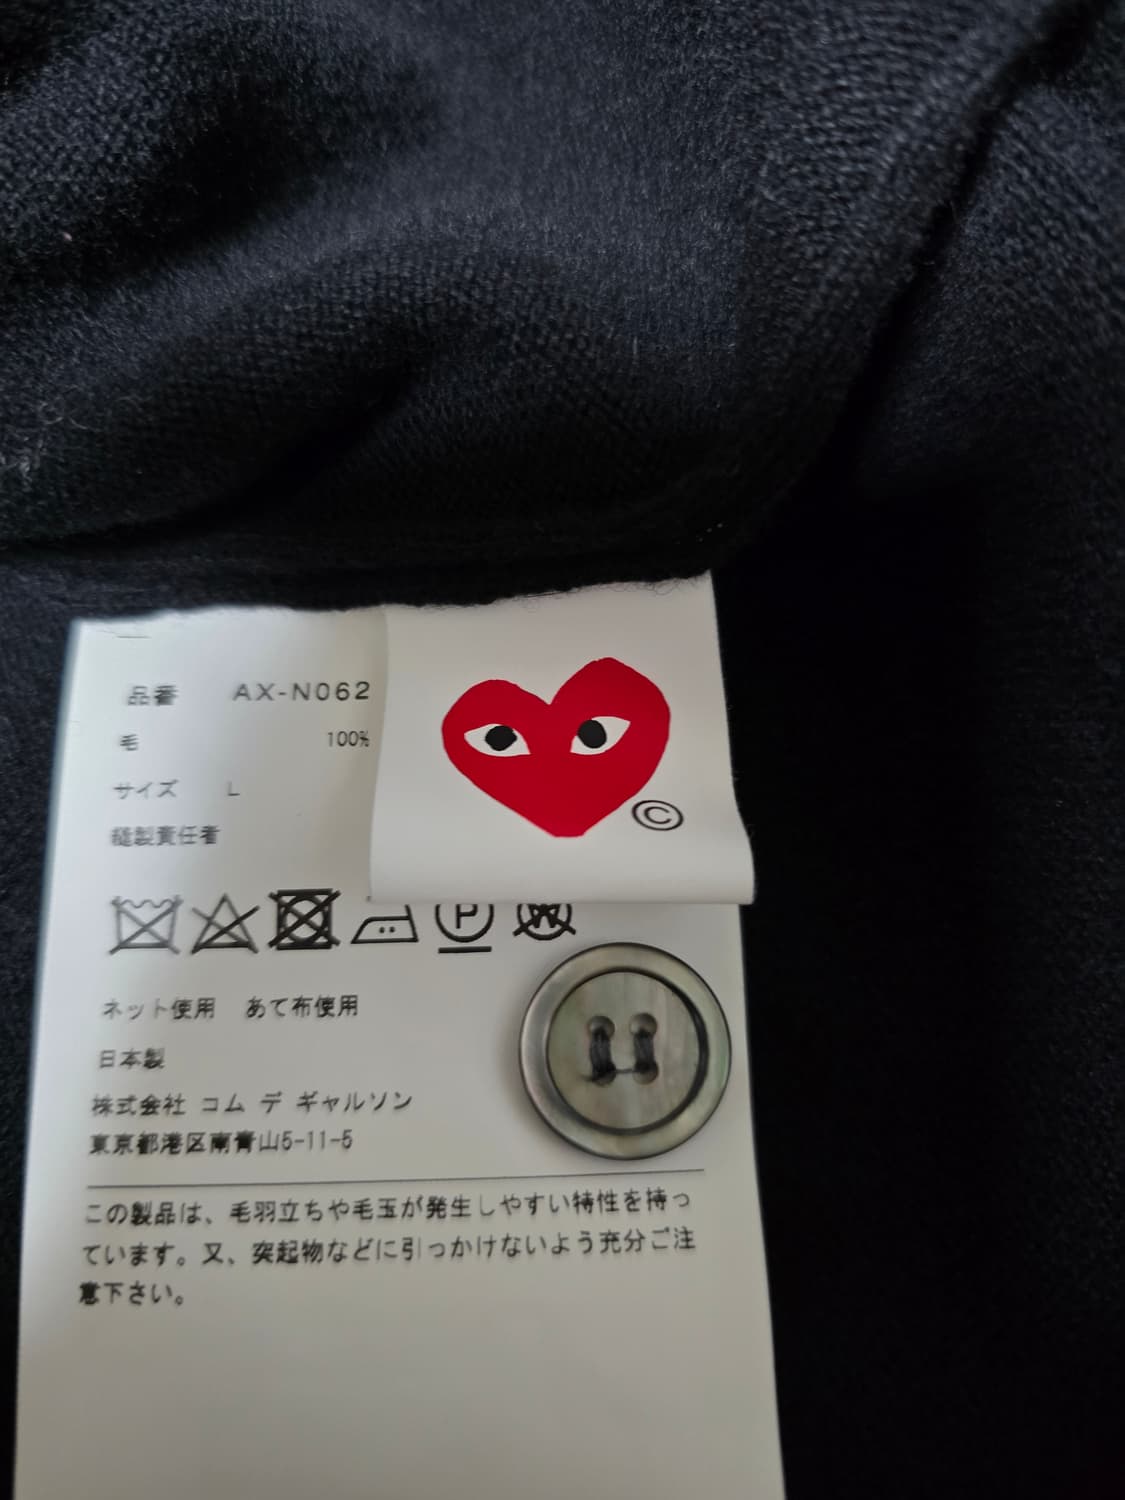 品番 AX-N062
毛 100%
サイズ L
縫製責任者
P W
ネット使用 あて布使用
日本製
株式会社 コム デ ギャルソン
東京都港区南青山5-11-5
この製品は、毛羽立ちや毛玉が発生しやすい特性を持っ
ています。又、突起物などに引っかけないよう充分ご注
意下さい。
©